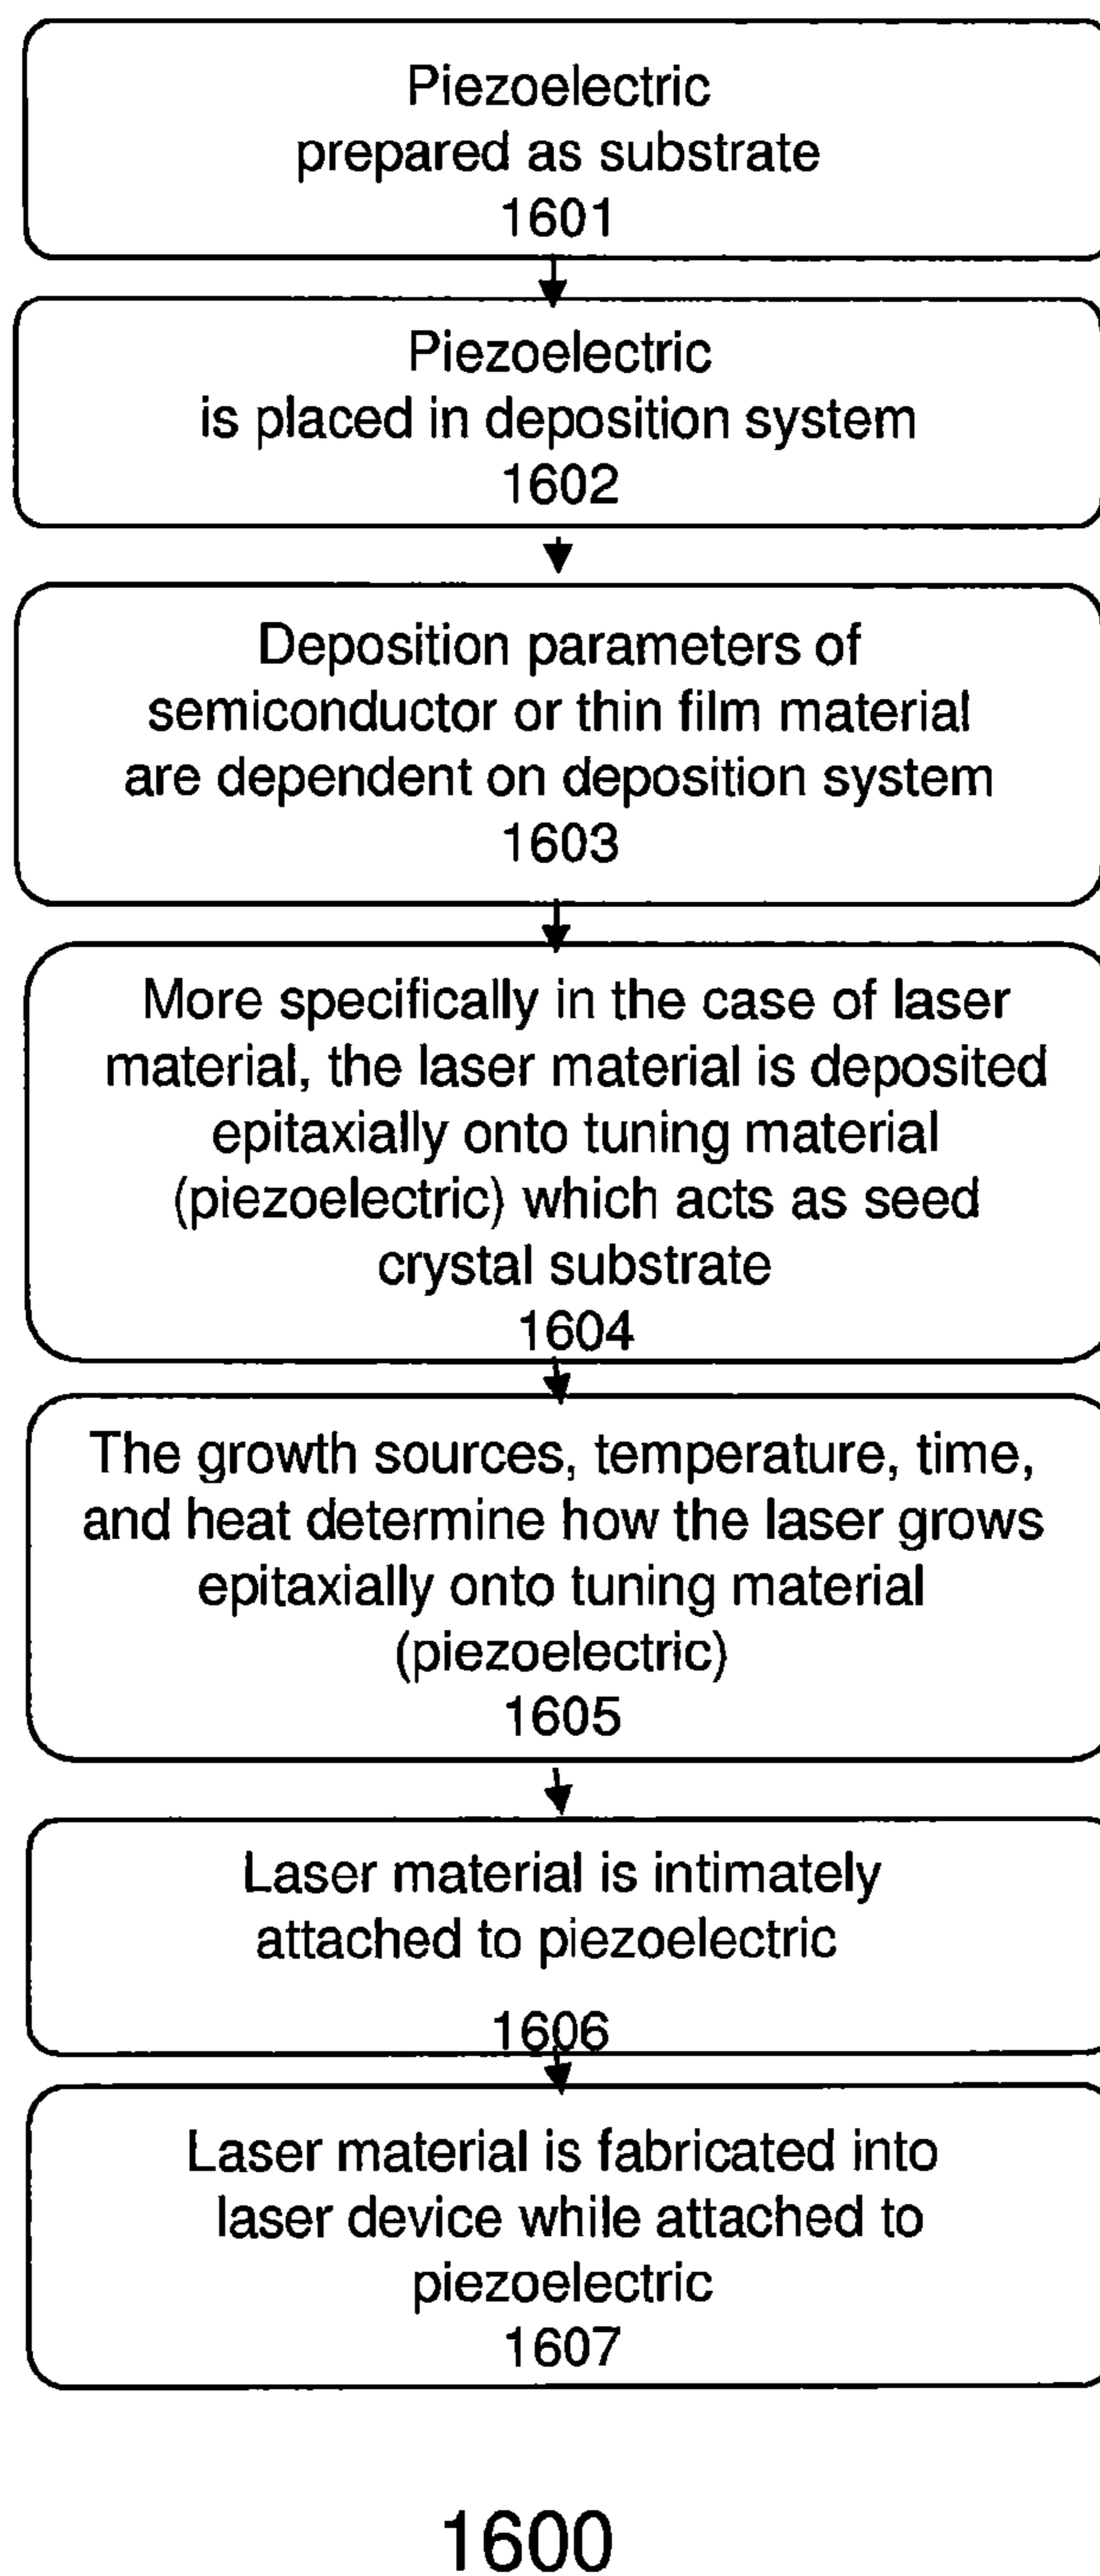 Piezoelectric
prepared as substrate
1601
Piezoelectric
is placed in deposition system
1602
Deposition parameters of
semiconductor or thin film material
are dependent on deposition system
1603
More specifically in the case of laser
material, the laser material is deposited
epitaxially onto tuning material
(piezoelectric) which acts as seed
crystal substrate
1604
The growth sources, temperature, time,
and heat determine how the laser grows
epitaxially onto tuning material
(piezoelectric)
1605
Laser material is intimately
attached to piezoelectric
1606
Laser material is fabricated into
laser device while attached to
piezoelectric
1607
1600